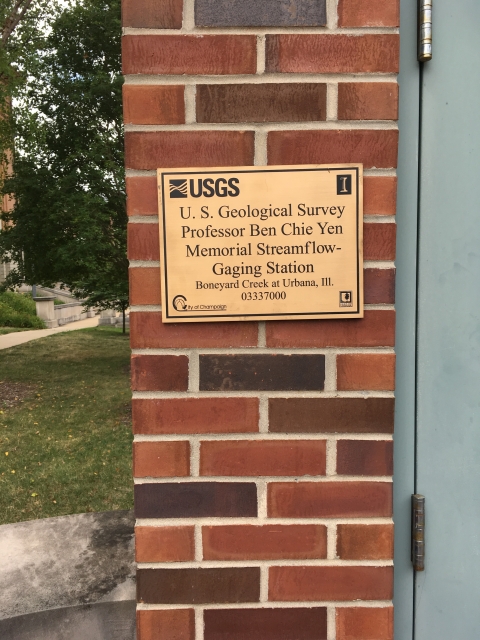 USGS I
U. S. Geological Survey
Professor Ben Chie Yen
Memorial Streamflow-
Gaging Station
Boneyard Creek at Urbana, Ill.
03337000
City of Champaign